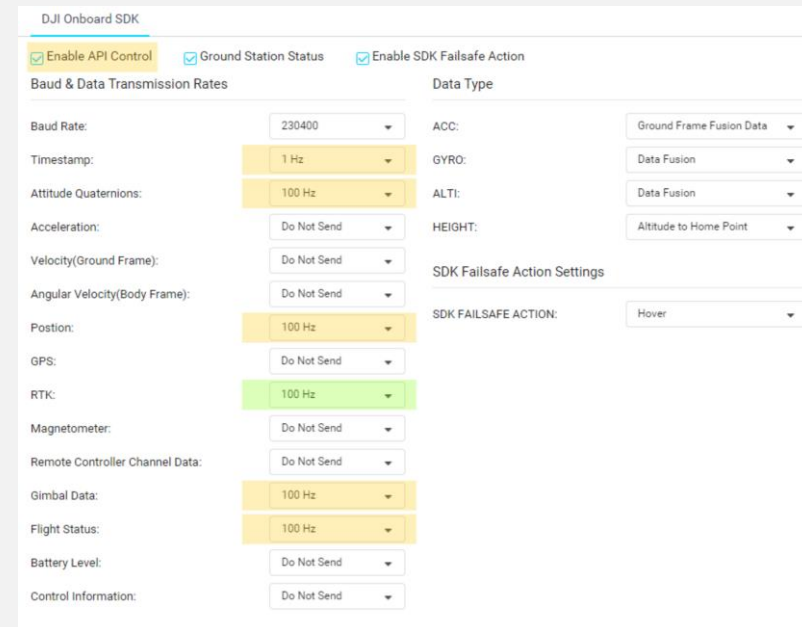 DJI Onboard SDK
Enable API Control Ground Station Status Enable SDK Failsafe Action
Baud & Data Transmission Rates
Baud Rate: 230400
Timestamp: 1 Hz
Attitude Quaternions: 100 Hz
Acceleration: Do Not Send
Velocity(Ground Frame): Do Not Send
Angular Velocity(Body Frame): Do Not Send
Postion: 100 Hz
GPS: Do Not Send
RTK: 100 Hz
Magnetometer: Do Not Send
Remote Controller Channel Data: Do Not Send
Gimbal Data: 100 Hz
Flight Status: 100 Hz
Battery Level: Do Not Send
Control Information: Do Not Send
Data Type
ACC: Ground Frame Fusion Data
GYRO: Data Fusion
ALTI: Data Fusion
HEIGHT: Altitude to Home Point
SDK Failsafe Action Settings
SDK FAILSAFE ACTION: Hover